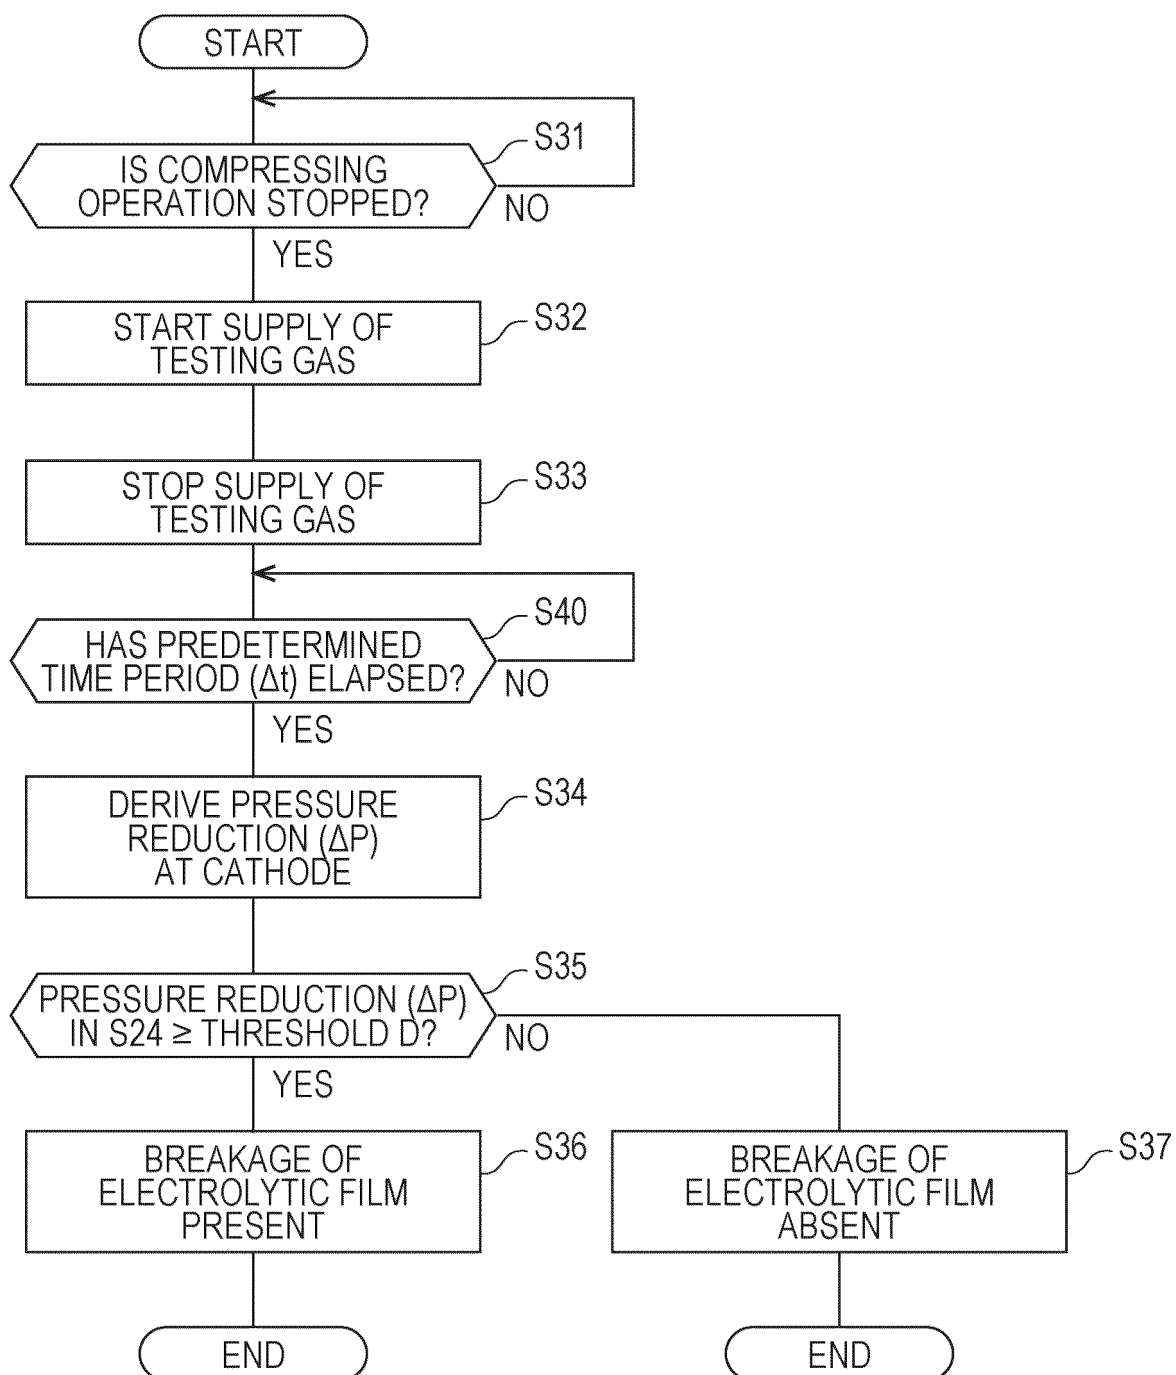 START
S31
IS COMPRESSING
OPERATION STOPPED?
NO
YES
S32
START SUPPLY OF
TESTING GAS
S33
STOP SUPPLY OF
TESTING GAS
S40
HAS PREDETERMINED
TIME PERIOD (Δt) ELAPSED?
NO
YES
S34
DERIVE PRESSURE
REDUCTION (ΔP)
AT CATHODE
S35
PRESSURE REDUCTION (ΔP)
IN S24 ≥ THRESHOLD D?
NO
YES
S36
BREAKAGE OF
ELECTROLYTIC FILM
PRESENT
S37
BREAKAGE OF
ELECTROLYTIC FILM
ABSENT
END
END